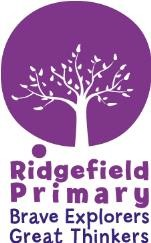 Ridgefield
Primary
Brave Explorers
Great Thinkers